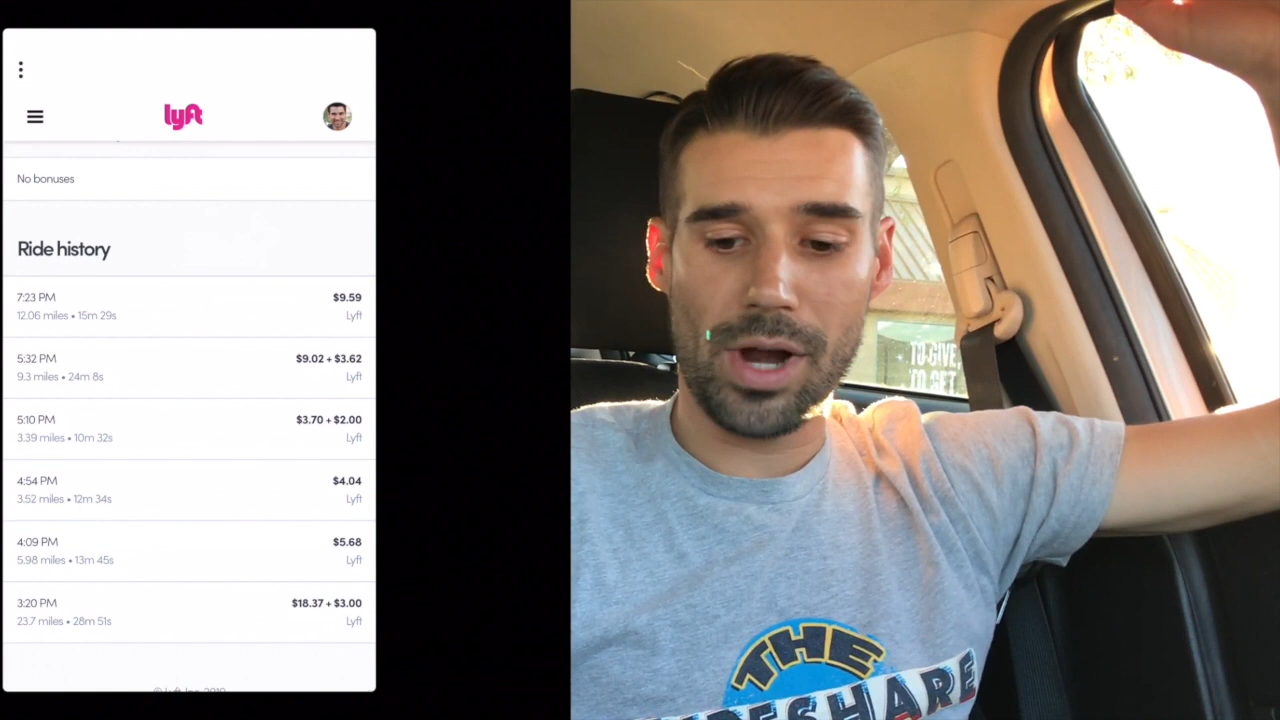 lyft
No bonuses
Ride history
7:23 PM $9.59
12.06 miles • 15m 29s Lyft
5:32 PM $9.02 + $3.62
9.3 miles • 24m 8s Lyft
5:10 PM $3.70 + $2.00
3.39 miles • 10m 32s Lyft
4:54 PM $4.04
3.52 miles • 12m 34s Lyft
4:09 PM $5.68
5.98 miles • 13m 45s Lyft
3:20 PM $18.37 + $3.00
23.7 miles • 28m 51s Lyft
© Lyft, Inc. 2019
TO GIVE,
TO GET
THE
RIDESHARE